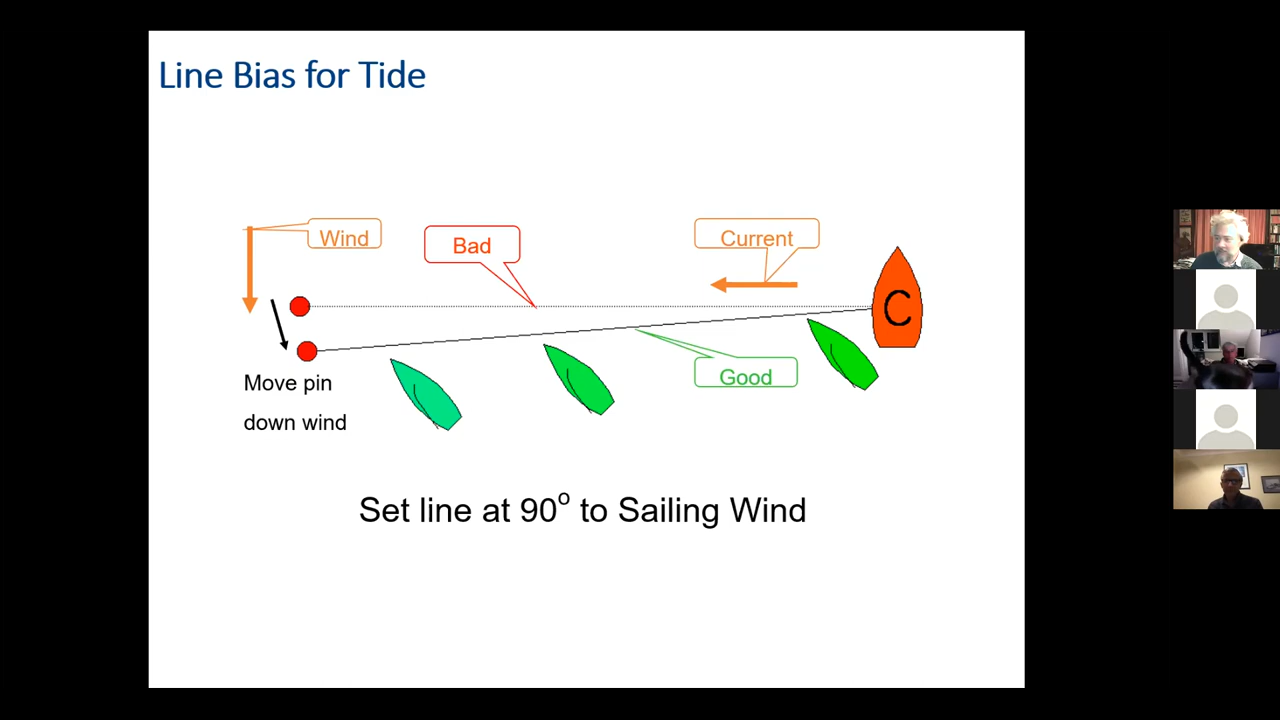 Line Bias for Tide
Wind
Bad
Current
C
Good
Move pin
down wind
Set line at 90° to Sailing Wind